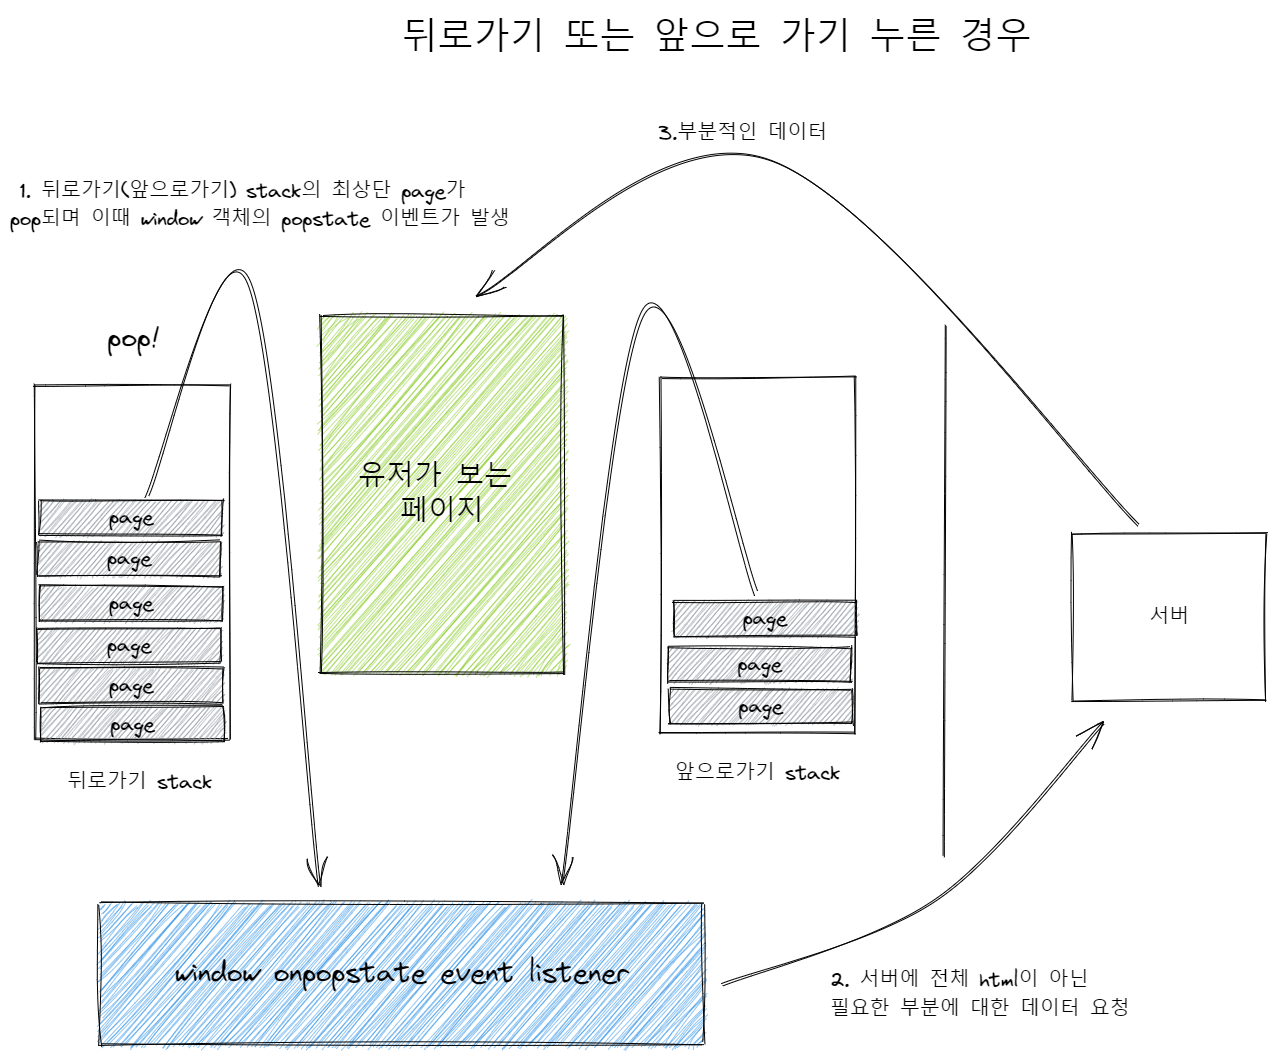 뒤로가기 또는 앞으로 가기 누른 경우
3.부분적인 데이터
1. 뒤로가기(앞으로가기) stack의 최상단 page가
pop되며 이때 window 객체의 popstate 이벤트가 발생
pop!
유저가 보는
페이지
page
page
page
page
page
page
뒤로가기 stack
page
page
page
앞으로가기 stack
서버
window onpopstate event listener
2. 서버에 전체 html이 아닌
필요한 부분에 대한 데이터 요청